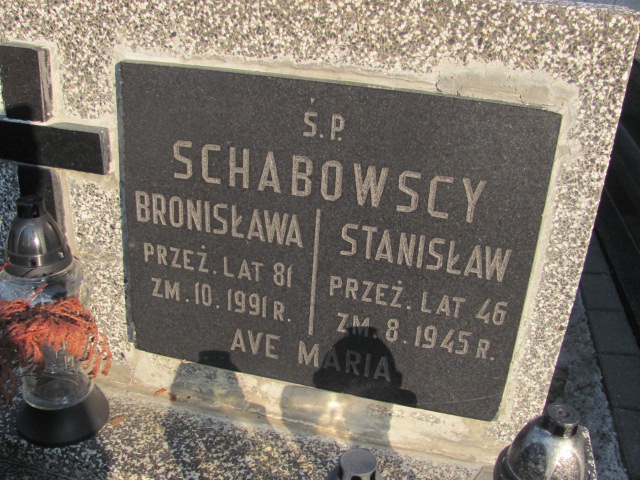 Ś.P.
SCHABOWSCY
BRONISŁAWA
PRZEŻ. LAT 81
ZM. 10. 1991 R.
STANISŁAW
PRZEŻ. LAT 46
ZM. 8. 1945 R.
AVE MARIA